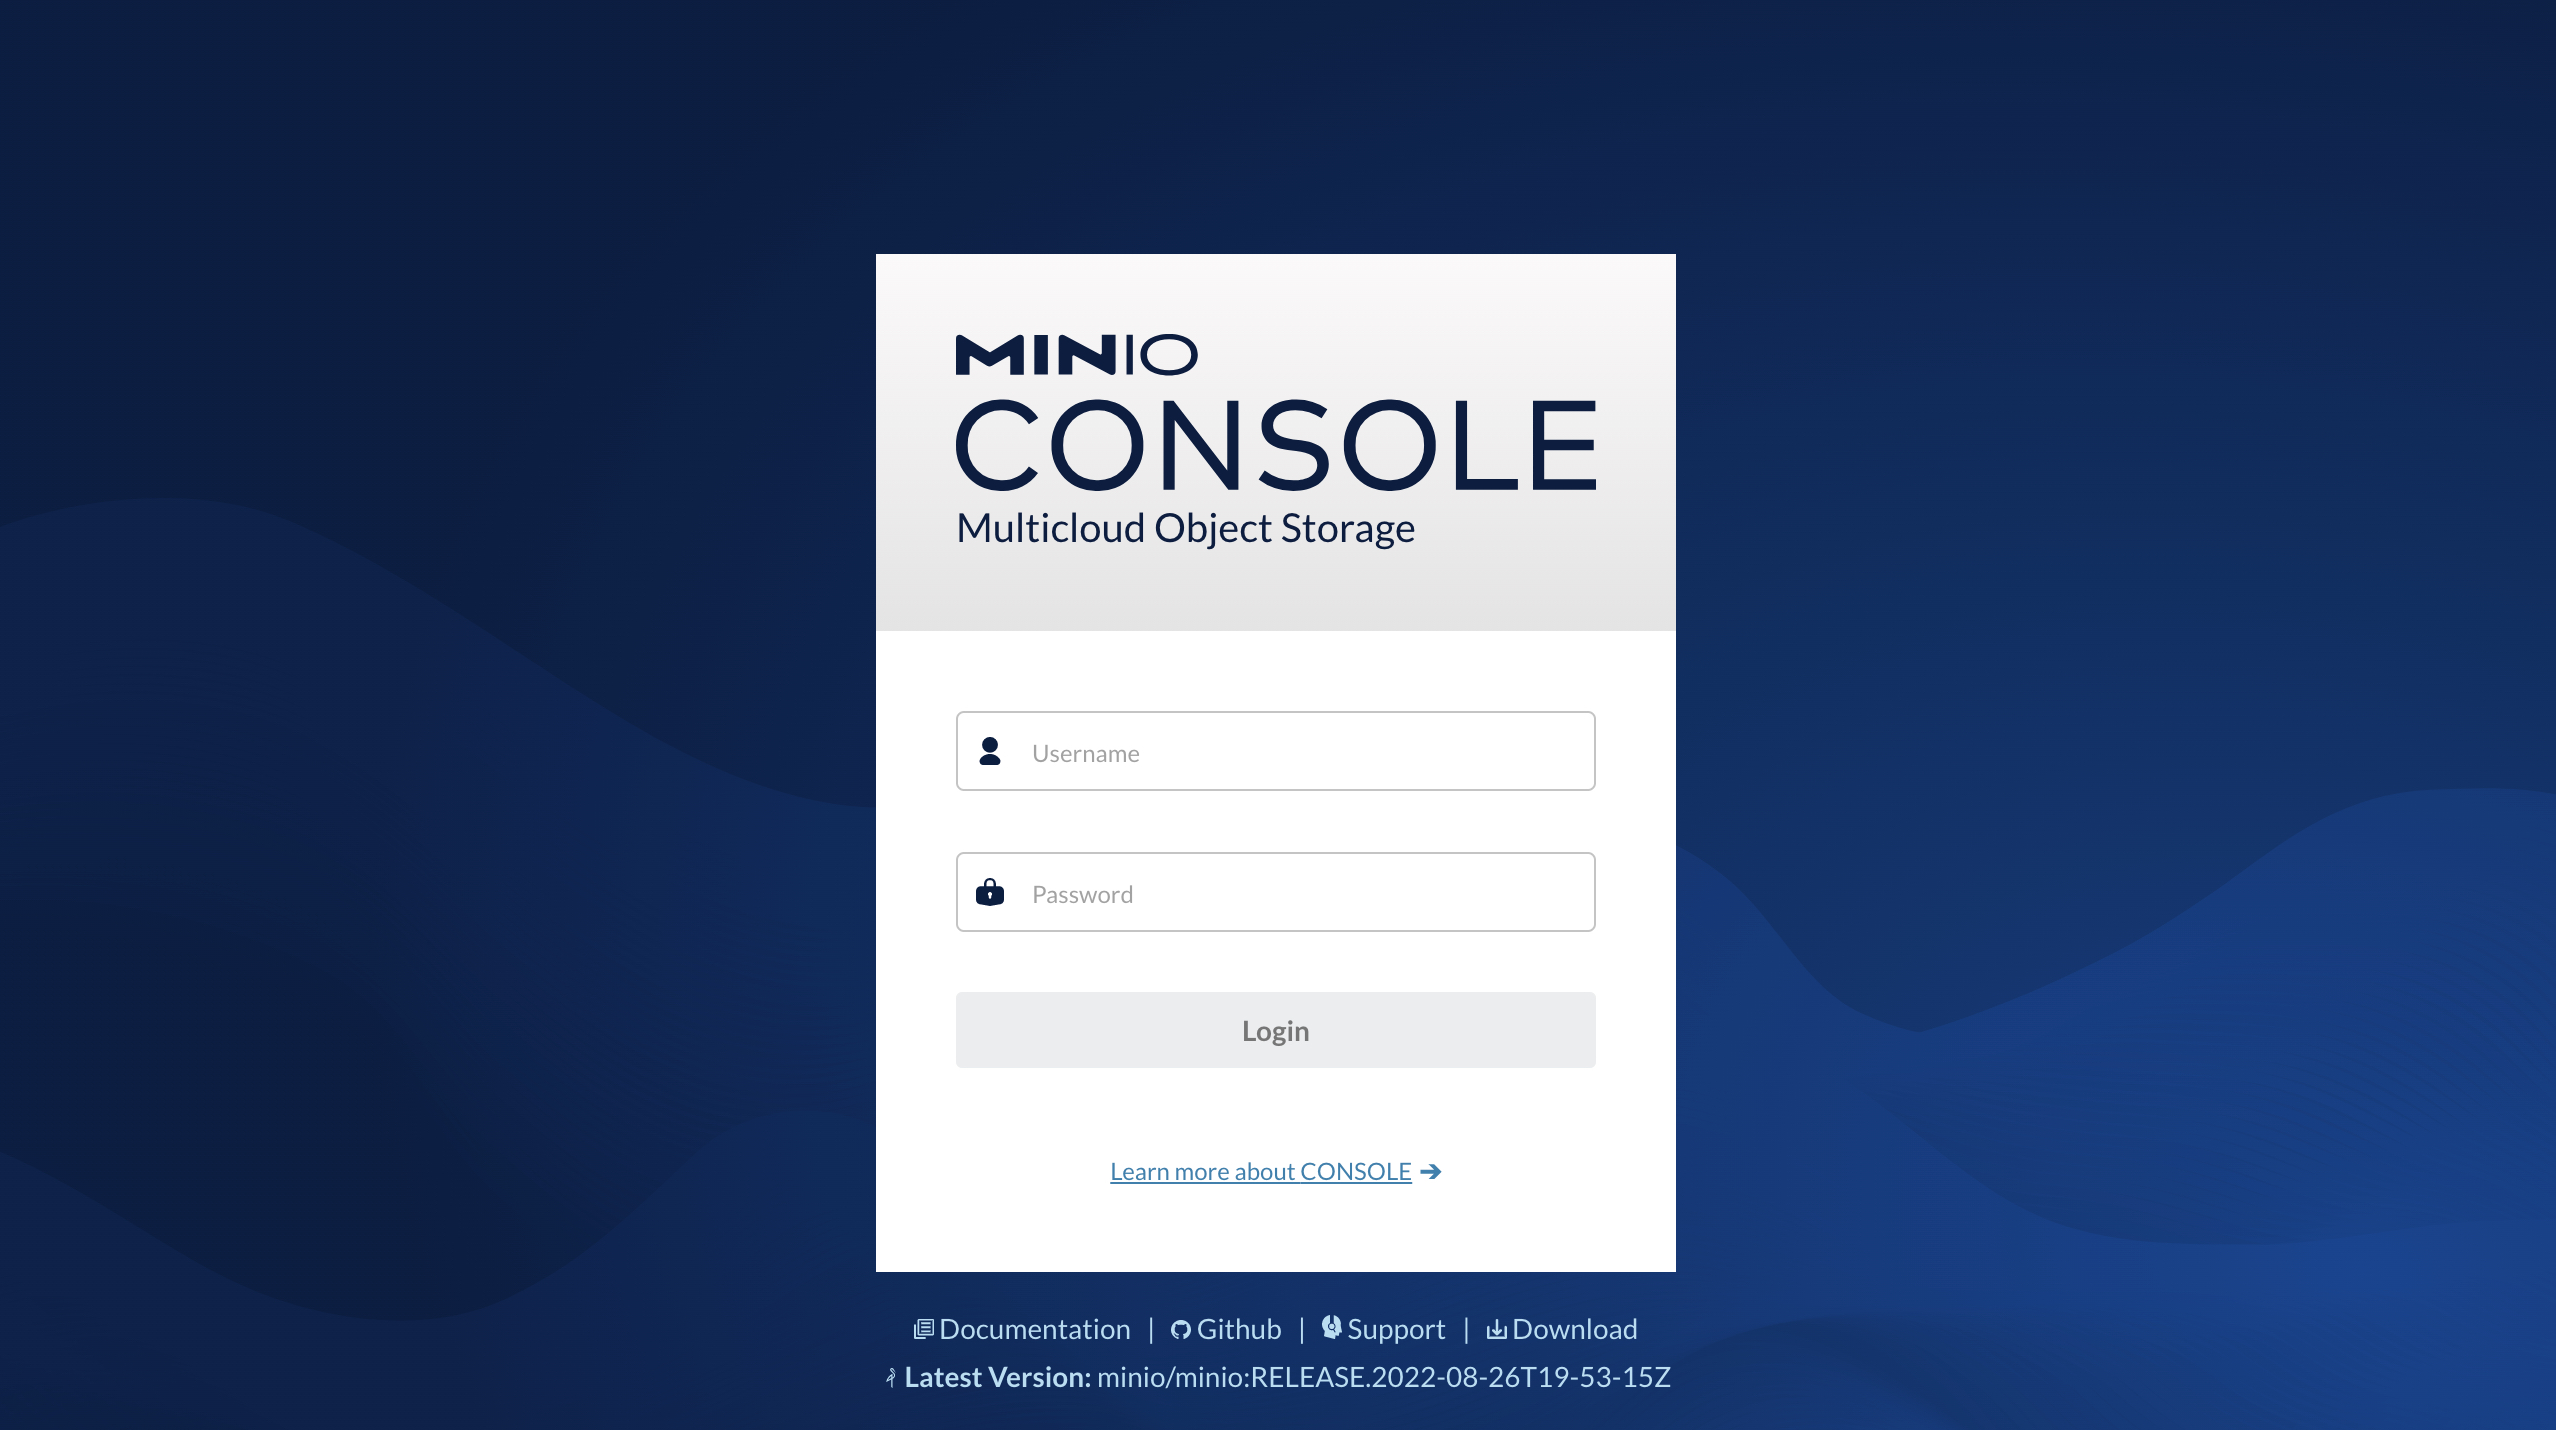 MINIO
CONSOLE
Multicloud Object Storage
Username
Password
Login
Learn more about CONSOLE ➔
Documentation | Github | Support | Download
Latest Version: minio/minio:RELEASE.2022-08-26T19-53-15Z